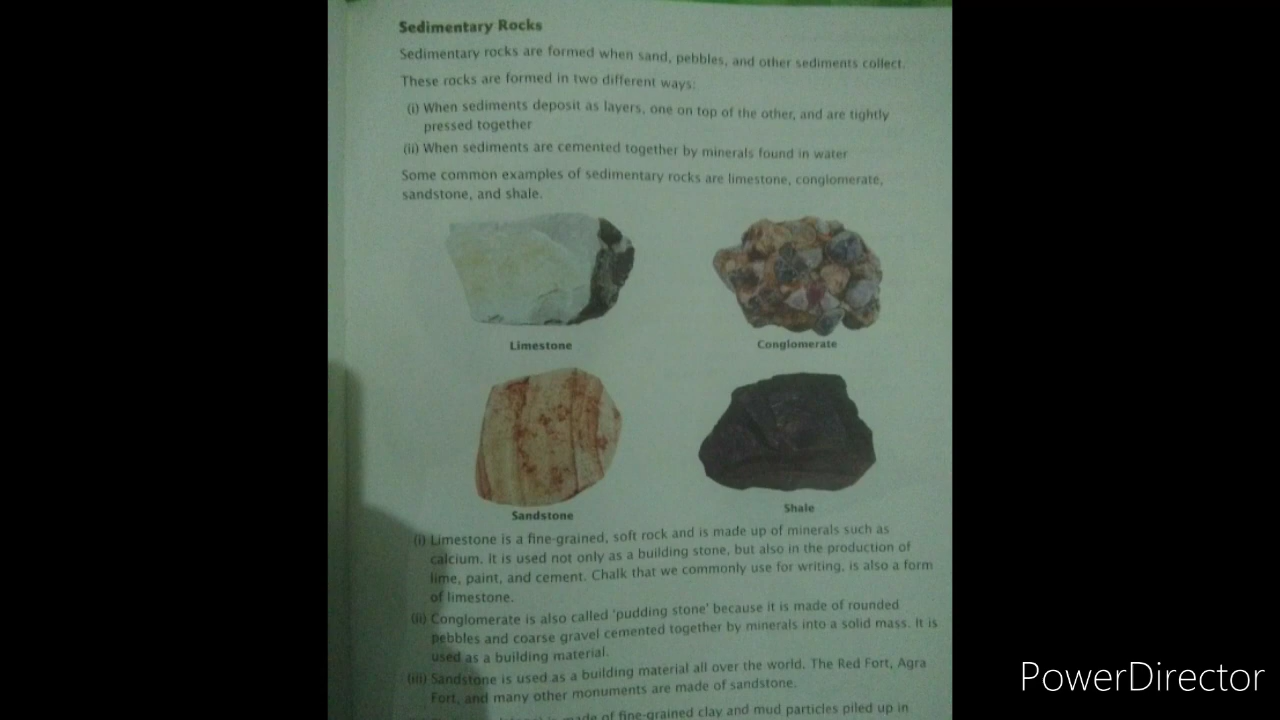 Sedimentary Rocks
Sedimentary rocks are formed when sand, pebbles, and other sediments collect.
These rocks are formed in two different ways:
(i) When sediments deposit as layers, one on top of the other, and are tightly
pressed together
(ii) When sediments are cemented together by minerals found in water
Some common examples of sedimentary rocks are limestone, conglomerate,
sandstone, and shale.
Limestone
Conglomerate
Sandstone
Shale
(i) Limestone is a fine-grained, soft rock and is made up of minerals such as
calcium. It is used not only as a building stone, but also in the production of
lime, paint, and cement. Chalk that we commonly use for writing, is also a form
of limestone.
(ii) Conglomerate is also called 'pudding stone' because it is made of rounded
pebbles and coarse gravel cemented together by minerals into a solid mass. It is
used as a building material.
(iii) Sandstone is used as a building material all over the world. The Red Fort, Agra
Fort, and many other monuments are made of sandstone.
is made of fine-grained clay and mud particles piled up in
PowerDirector